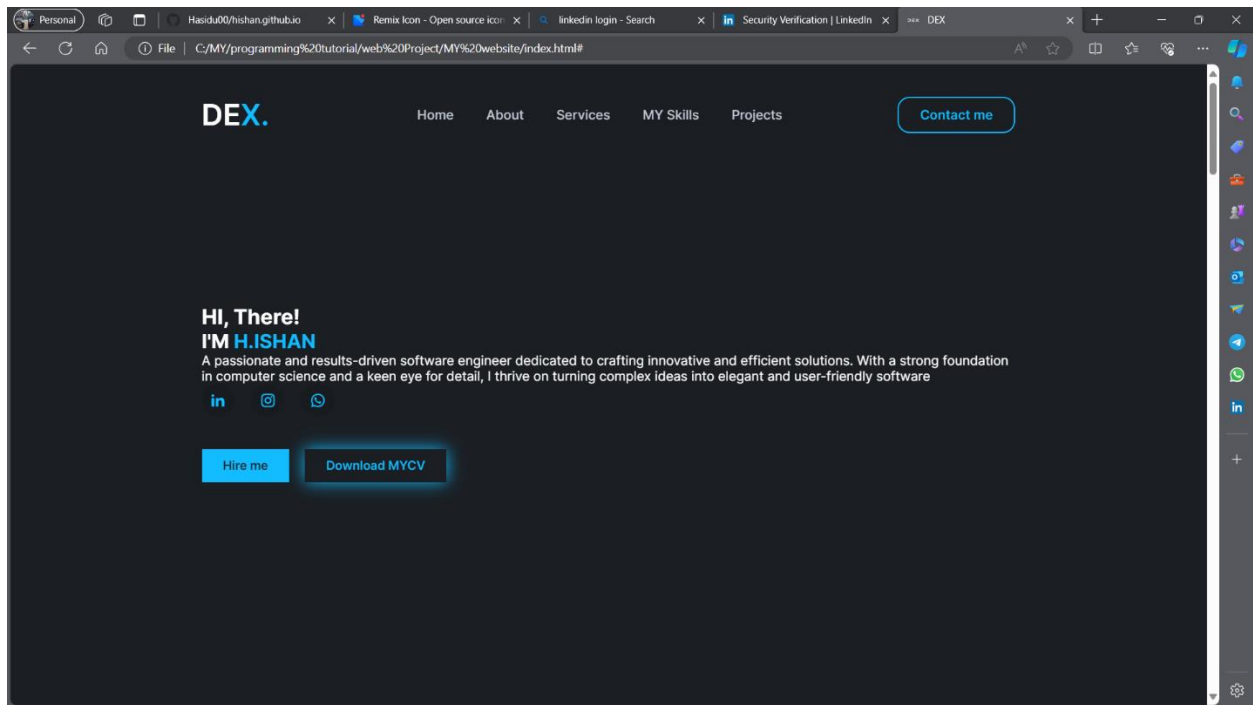 Personal
Hasidu00/hishan.github.io
Remix Icon - Open source icon
linkedin login - Search
Security Verification | LinkedIn
DEX
File
C:/MY/programming%20tutorial/web%20Project/MY%20website/index.html#
DEX.
Home About Services MY Skills Projects
Contact me
HI, There!
I'M H.ISHAN
A passionate and results-driven software engineer dedicated to crafting innovative and efficient solutions. With a strong foundation
in computer science and a keen eye for detail, I thrive on turning complex ideas into elegant and user-friendly software
in
Hire me Download MYCV